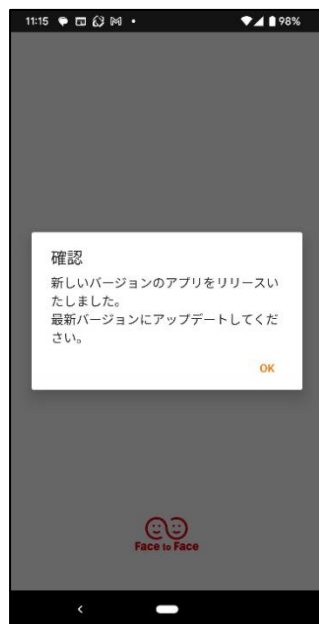 11:15
98%
確認
新しいバージョンのアプリをリリースい
たしました。
最新バージョンにアップデートしてくだ
さい。
OK
Face to Face